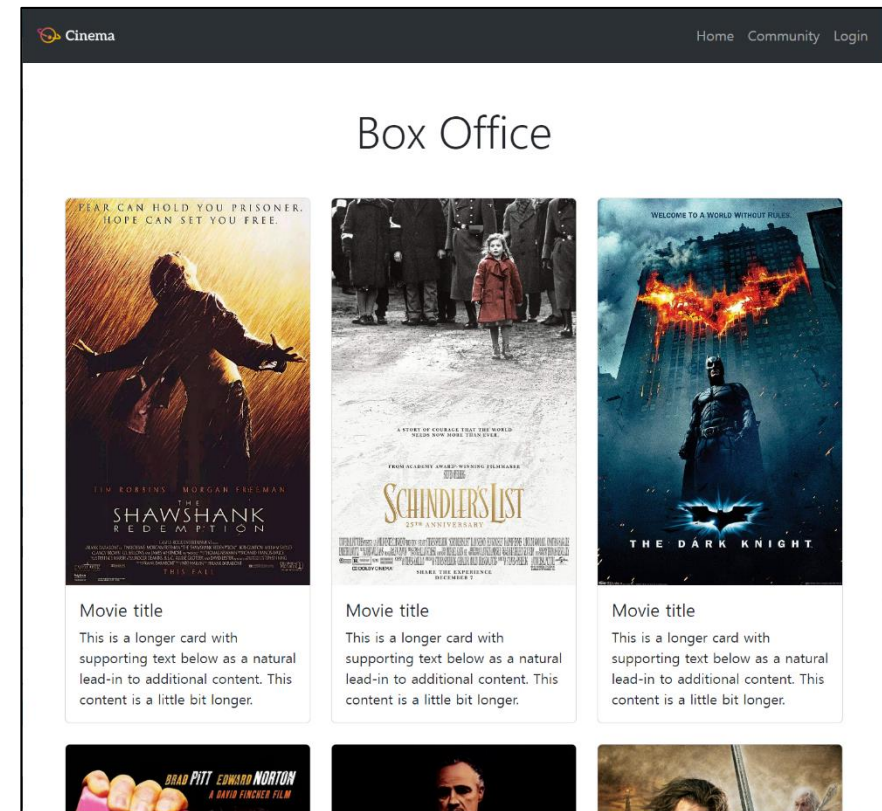 Cinema
Home Community Login
Box Office
FEAR CAN HOLD YOU PRISONER.
HOPE CAN SET YOU FREE.
TIM ROBBINS MORGAN FREEMAN
THE
SHAWSHANK
REDEMPTION
THIS FALL
A STORY OF COURAGE THAT THE WORLD
NEEDS NOW MORE THAN EVER.
FROM ACADEMY AWARD®-WINNING FILMMAKER
SCHINDLER'S LIST
25TH ANNIVERSARY
DOLBY CINEMA
SHARE THE EXPERIENCE
DECEMBER 7
WELCOME TO A WORLD WITHOUT RULES.
THE DARK KNIGHT
Movie title
This is a longer card with
supporting text below as a natural
lead-in to additional content. This
content is a little bit longer.
Movie title
This is a longer card with
supporting text below as a natural
lead-in to additional content. This
content is a little bit longer.
Movie title
This is a longer card with
supporting text below as a natural
lead-in to additional content. This
content is a little bit longer.
BRAD PITT EDWARD NORTON
A DAVID FINCHER FILM